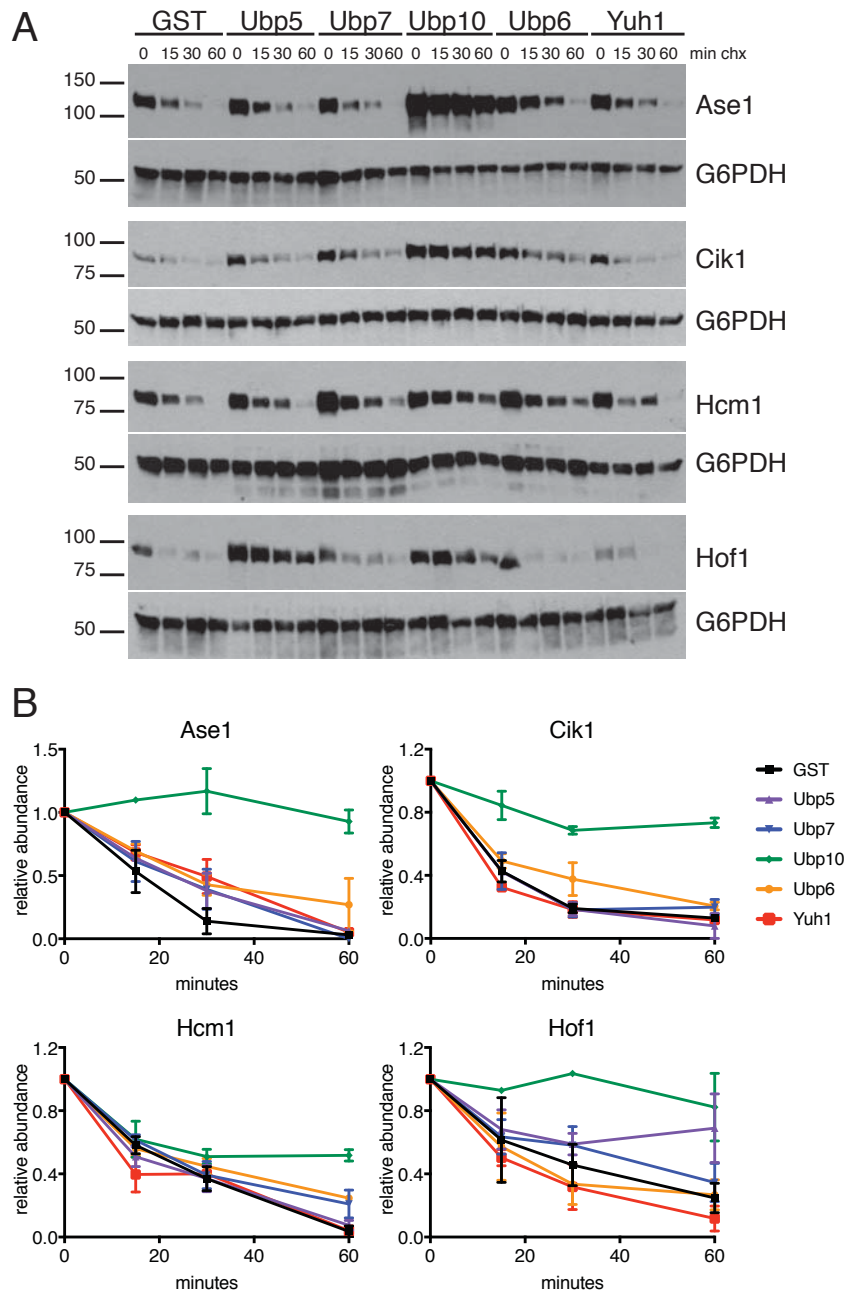 A
GST Ubp5 Ubp7 Ubp10 Ubp6 Yuh1
0 15 30 60 0 15 30 60 0 15 30 60 0 15 30 60 0 15 30 60 0 15 30 60 min chx
150
100
Ase1
50
G6PDH
100
75
Cik1
50
G6PDH
100
75
Hcm1
50
G6PDH
100
75
Hof1
50
G6PDH
B
Ase1
1.5
1.0
0.5
0.0
relative abundance
0 20 40 60
minutes
Cik1
1.2
0.8
0.4
0.0
relative abundance
0 20 40 60
minutes
GST
Ubp5
Ubp7
Ubp10
Ubp6
Yuh1
Hcm1
1.2
0.8
0.4
0.0
relative abundance
0 20 40 60
minutes
Hof1
1.2
0.8
0.4
0.0
relative abundance
0 20 40 60
minutes